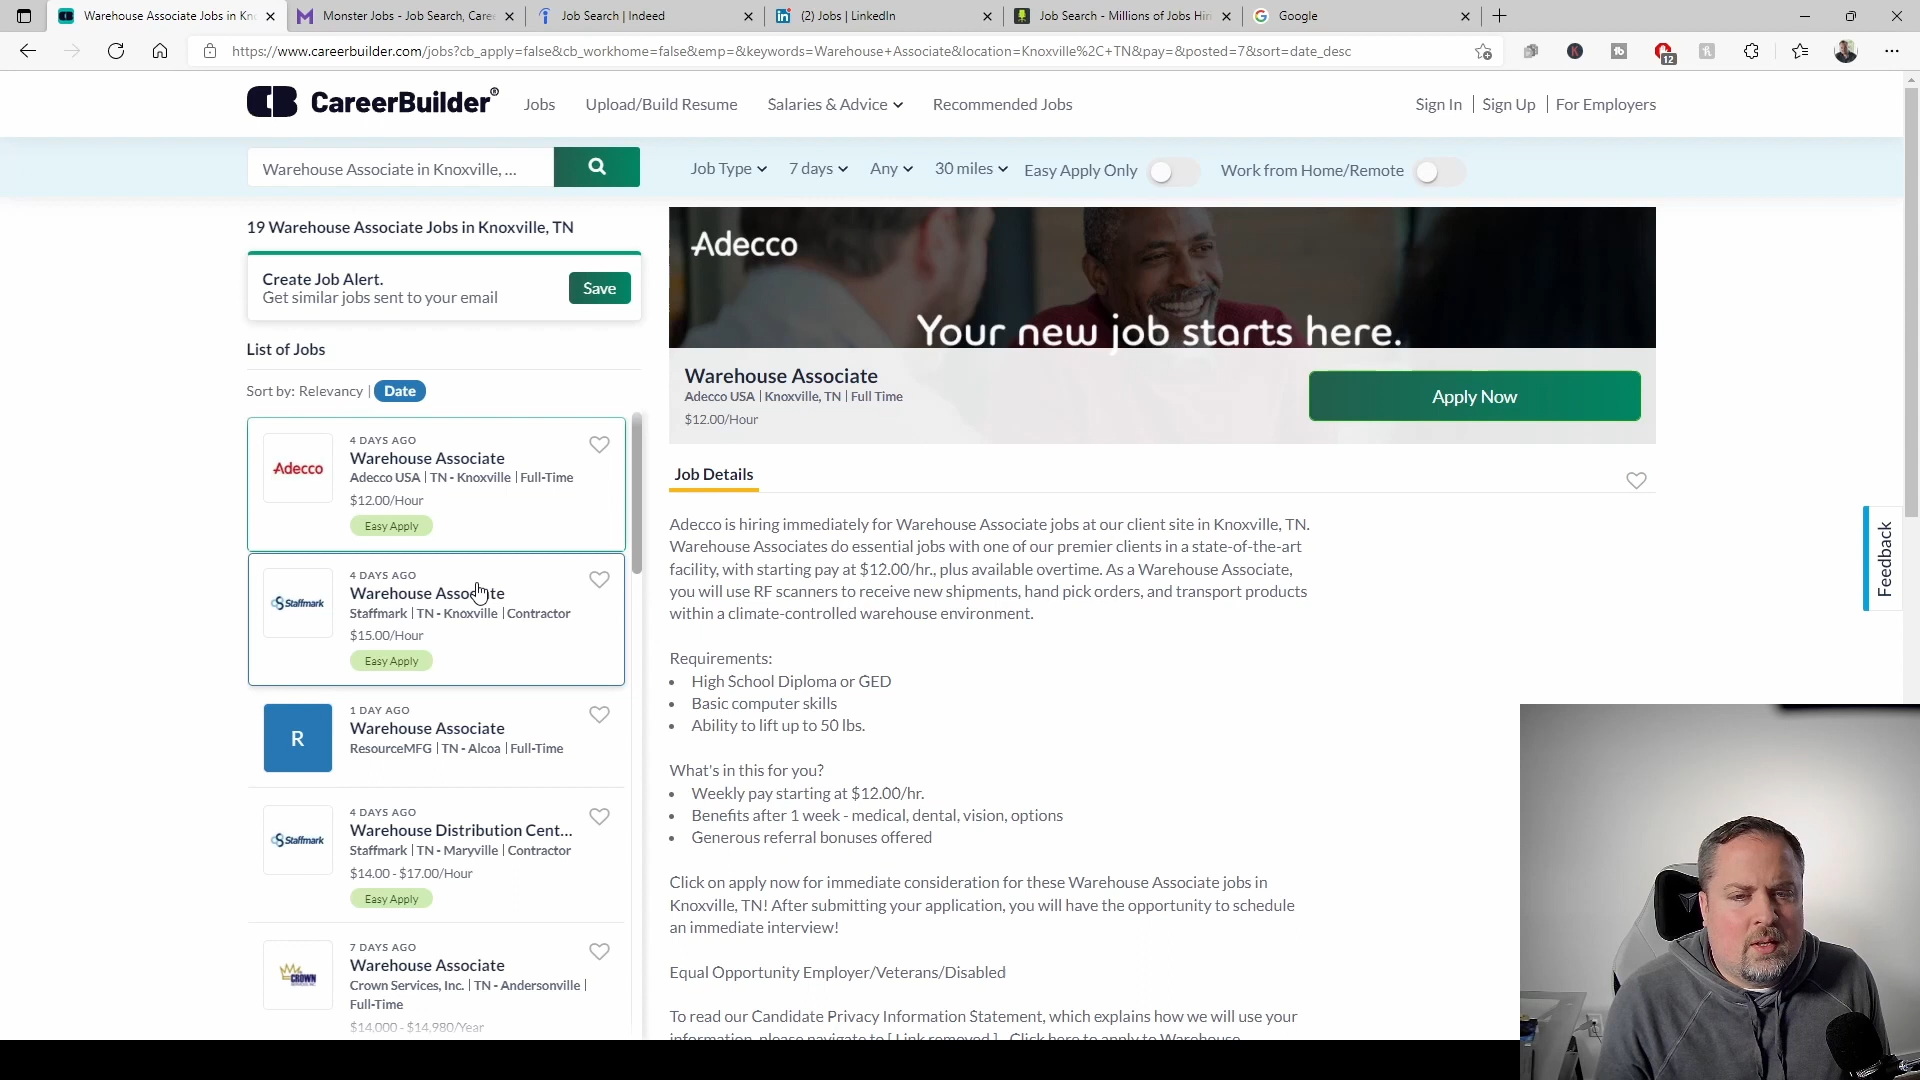 Warehouse Associate Jobs in Kno
Monster Jobs - Job Search, Caree
Job Search | Indeed
(2) Jobs | LinkedIn
Job Search - Millions of Jobs Hiri
Google
https://www.careerbuilder.com/jobs?cb_apply=false&cb_workhome=false&emp=&keywords=Warehouse+Associate&location=Knoxville%2C+TN&pay=&posted=7&sort=date_desc
12
CareerBuilder®
Jobs
Upload/Build Resume
Salaries & Advice
Recommended Jobs
Sign In
Sign Up
For Employers
Warehouse Associate in Knoxville, ...
Job Type
7 days
Any
30 miles
Easy Apply Only
Work from Home/Remote
19 Warehouse Associate Jobs in Knoxville, TN
Create Job Alert.
Get similar jobs sent to your email
Save
List of Jobs
Sort by: Relevancy | Date
Adecco
4 DAYS AGO
Warehouse Associate
Adecco USA | TN - Knoxville | Full-Time
$12.00/Hour
Easy Apply
Staffmark
4 DAYS AGO
Warehouse Associate
Staffmark | TN - Knoxville | Contractor
$15.00/Hour
Easy Apply
R
1 DAY AGO
Warehouse Associate
ResourceMFG | TN - Alcoa | Full-Time
Staffmark
4 DAYS AGO
Warehouse Distribution Cent...
Staffmark | TN - Maryville | Contractor
$14.00 - $17.00/Hour
Easy Apply
CROWN
7 DAYS AGO
Warehouse Associate
Crown Services, Inc. | TN - Andersonville |
Full-Time
$14,000 - $14,980/Year
Adecco
Your new job starts here.
Warehouse Associate
Adecco USA | Knoxville, TN | Full Time
$12.00/Hour
Apply Now
Job Details
Adecco is hiring immediately for Warehouse Associate jobs at our client site in Knoxville, TN.
Warehouse Associates do essential jobs with one of our premier clients in a state-of-the-art
facility, with starting pay at $12.00/hr., plus available overtime. As a Warehouse Associate,
you will use RF scanners to receive new shipments, hand pick orders, and transport products
within a climate-controlled warehouse environment.
Requirements:
• High School Diploma or GED
• Basic computer skills
• Ability to lift up to 50 lbs.
What's in this for you?
• Weekly pay starting at $12.00/hr.
• Benefits after 1 week - medical, dental, vision, options
• Generous referral bonuses offered
Click on apply now for immediate consideration for these Warehouse Associate jobs in
Knoxville, TN! After submitting your application, you will have the opportunity to schedule
an immediate interview!
Equal Opportunity Employer/Veterans/Disabled
To read our Candidate Privacy Information Statement, which explains how we will use your
information, please navigate to [ Link removed ] - Click here to apply to Warehouse
Feedback